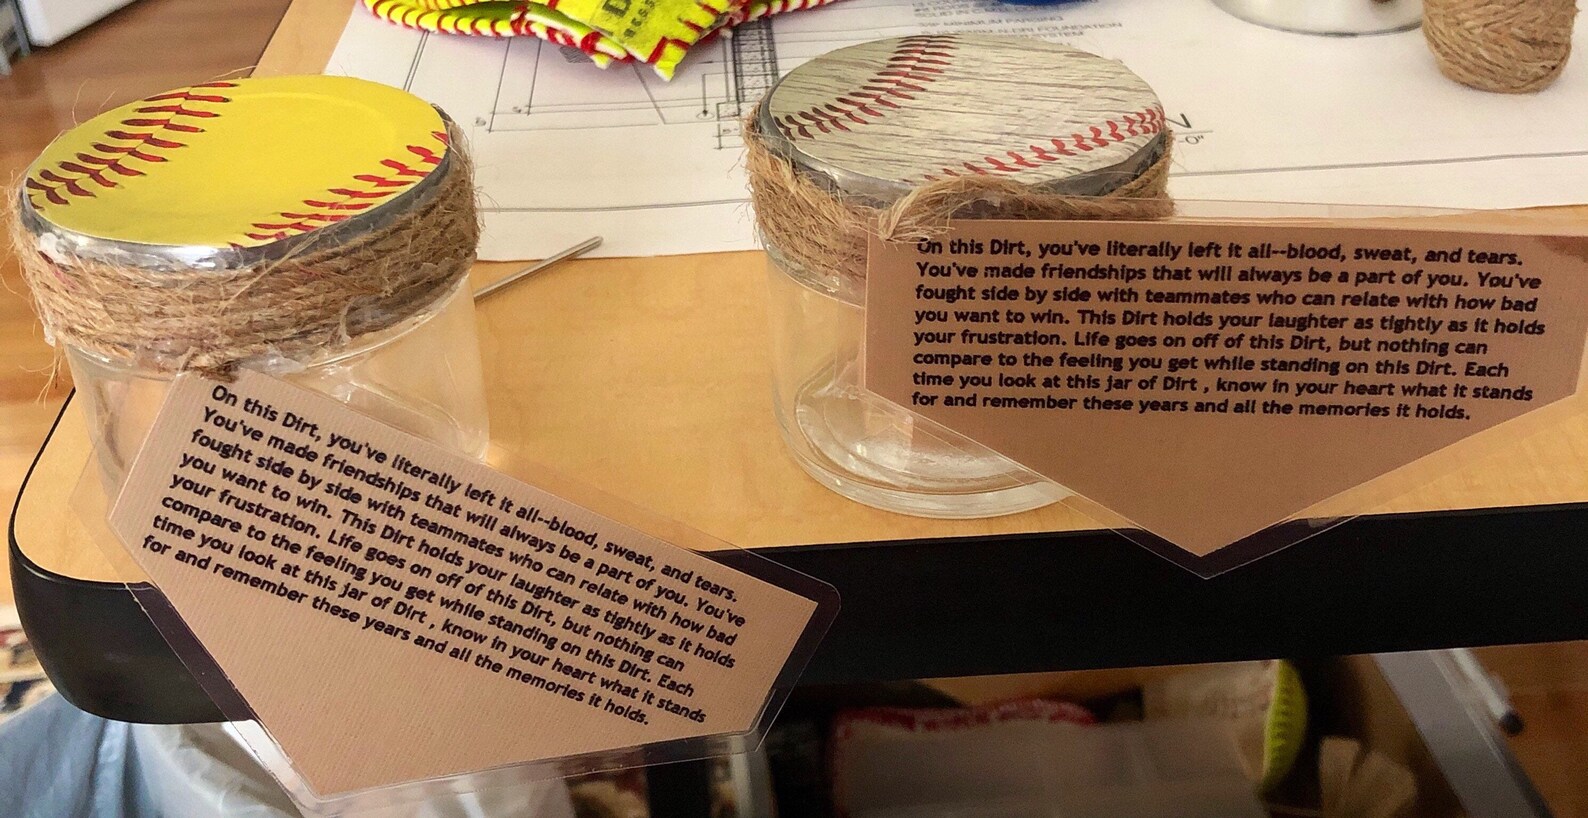 On this Dirt, you've literally left it all--blood, sweat, and tears.
You've made friendships that will always be a part of you. You've
fought side by side with teammates who can relate with how bad
you want to win. This Dirt holds your laughter as tightly as it holds
your frustration. Life goes on off of this Dirt, but nothing can
compare to the feeling you get while standing on this Dirt. Each
time you look at this jar of Dirt , know in your heart what it stands
for and remember these years and all the memories it holds.
On this Dirt, you've literally left it all--blood, sweat, and tears.
You've made friendships that will always be a part of you. You've
fought side by side with teammates who can relate with how bad
you want to win. This Dirt holds your laughter as tightly as it holds
your frustration. Life goes on off of this Dirt, but nothing can
compare to the feeling you get while standing on this Dirt. Each
time you look at this jar of Dirt , know in your heart what it stands
for and remember these years and all the memories it holds.
MINIMUM PARGING
FOUNDATION
SYSTEM
N